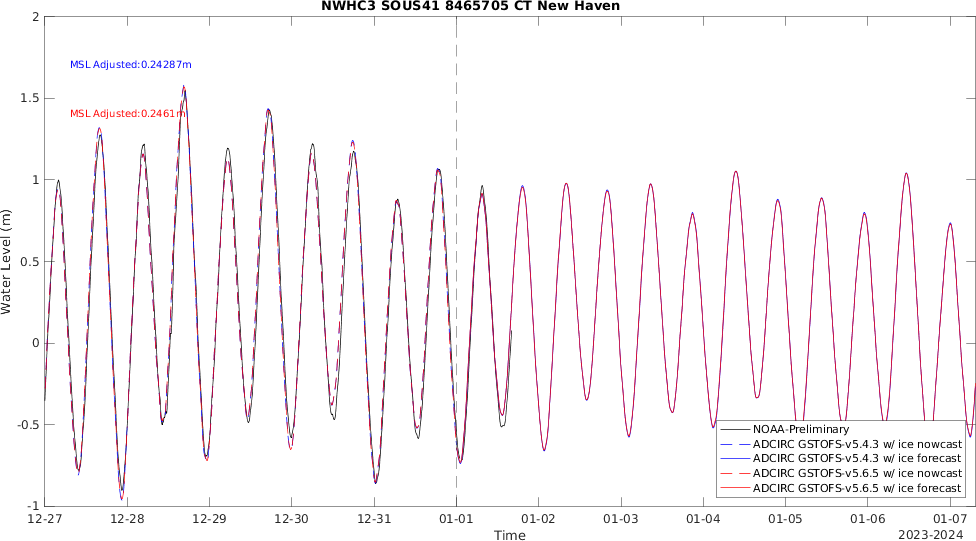 NWHC3 SOUS41 8465705 CT New Haven
MSL Adjusted:0.24287m
MSL Adjusted:0.2461m
Water Level (m)
2
1.5
1
0.5
0
-0.5
-1
12-27 12-28 12-29 12-30 12-31 01-01 01-02 01-03 01-04 01-05 01-06 01-07
Time
2023-2024
NOAA-Preliminary
ADCIRC GSTOFS-v5.4.3 w/ ice nowcast
ADCIRC GSTOFS-v5.4.3 w/ ice forecast
ADCIRC GSTOFS-v5.6.5 w/ ice nowcast
ADCIRC GSTOFS-v5.6.5 w/ ice forecast